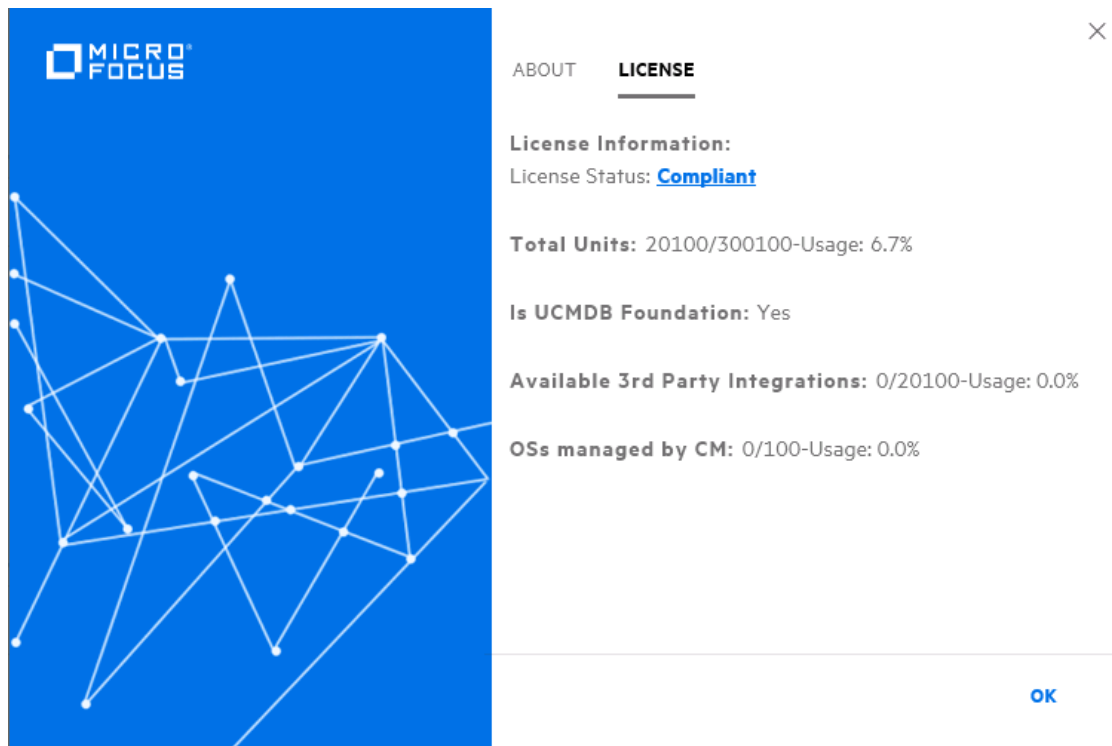 MICRO®
FOCUS
ABOUT LICENSE
License Information:
License Status: Compliant
Total Units: 20100/300100-Usage: 6.7%
Is UCMDB Foundation: Yes
Available 3rd Party Integrations: 0/20100-Usage: 0.0%
OSs managed by CM: 0/100-Usage: 0.0%
OK